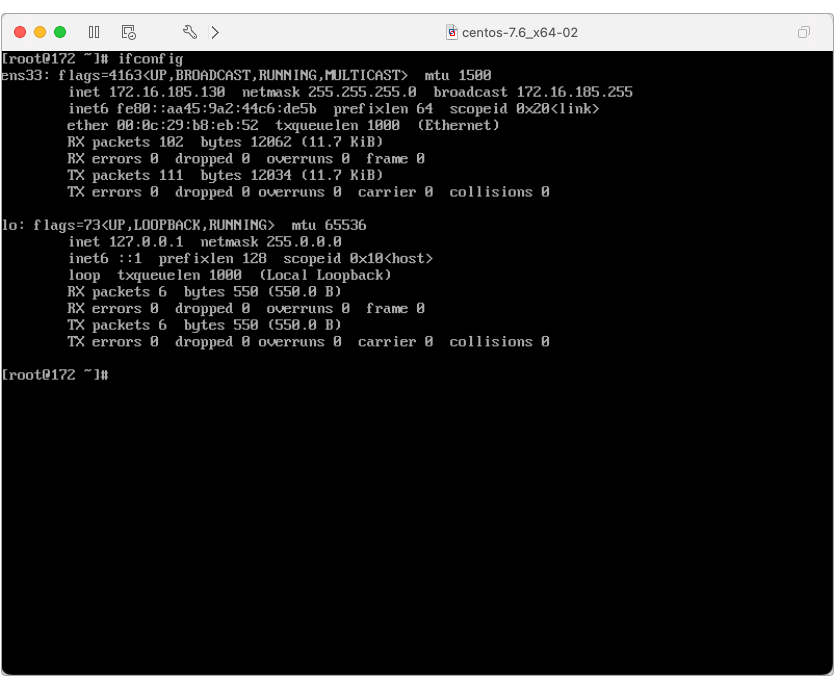 centos-7.6_x64-02
[root@172 ~]# ifconfig
ens33: flags=4163<UP,BROADCAST,RUNNING,MULTICAST>  mtu 1500
        inet 172.16.185.130  netmask 255.255.255.0  broadcast 172.16.185.255
        inet6 fe80::aa45:9a2:44c6:de5b  prefixlen 64  scopeid 0x20<link>
        ether 00:0c:29:b8:eb:52  txqueuelen 1000  (Ethernet)
        RX packets 102  bytes 12062 (11.7 KiB)
        RX errors 0  dropped 0  overruns 0  frame 0
        TX packets 111  bytes 12034 (11.7 KiB)
        TX errors 0  dropped 0 overruns 0  carrier 0  collisions 0

lo: flags=73<UP,LOOPBACK,RUNNING>  mtu 65536
        inet 127.0.0.1  netmask 255.0.0.0
        inet6 ::1  prefixlen 128  scopeid 0x10<host>
        loop  txqueuelen 1000  (Local Loopback)
        RX packets 6  bytes 550 (550.0 B)
        RX errors 0  dropped 0  overruns 0  frame 0
        TX packets 6  bytes 550 (550.0 B)
        TX errors 0  dropped 0 overruns 0  carrier 0  collisions 0

[root@172 ~]#